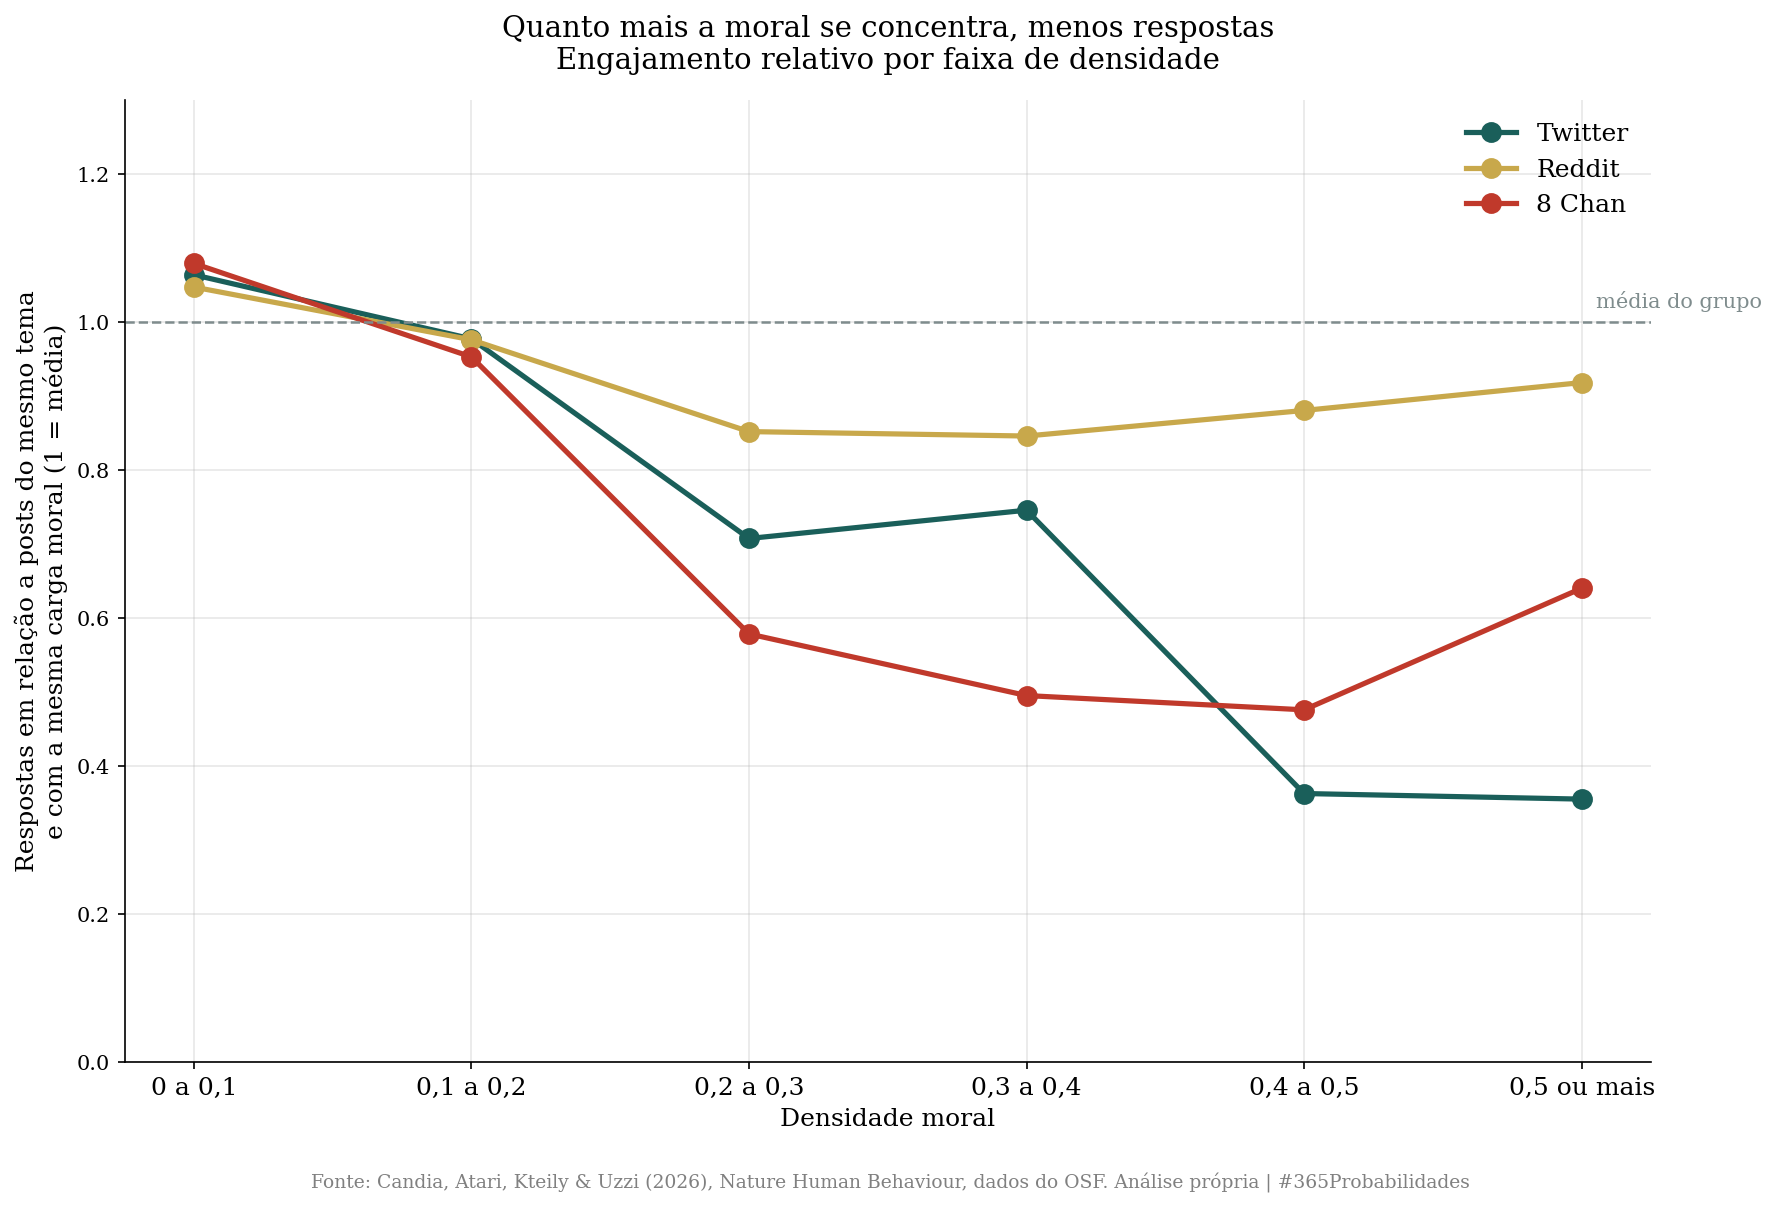 Quanto mais a moral se concentra, menos respostas
Engajamento relativo por faixa de densidade
Twitter
Reddit
8 Chan
média do grupo
Respostas em relação a posts do mesmo tema
e com a mesma carga moral (1 = média)
1.2
1.0
0.8
0.6
0.4
0.2
0.0
0 a 0,1
0,1 a 0,2
0,2 a 0,3
0,3 a 0,4
0,4 a 0,5
0,5 ou mais
Densidade moral
Fonte: Candia, Atari, Kteily & Uzzi (2026), Nature Human Behaviour, dados do OSF. Análise própria | #365Probabilidades